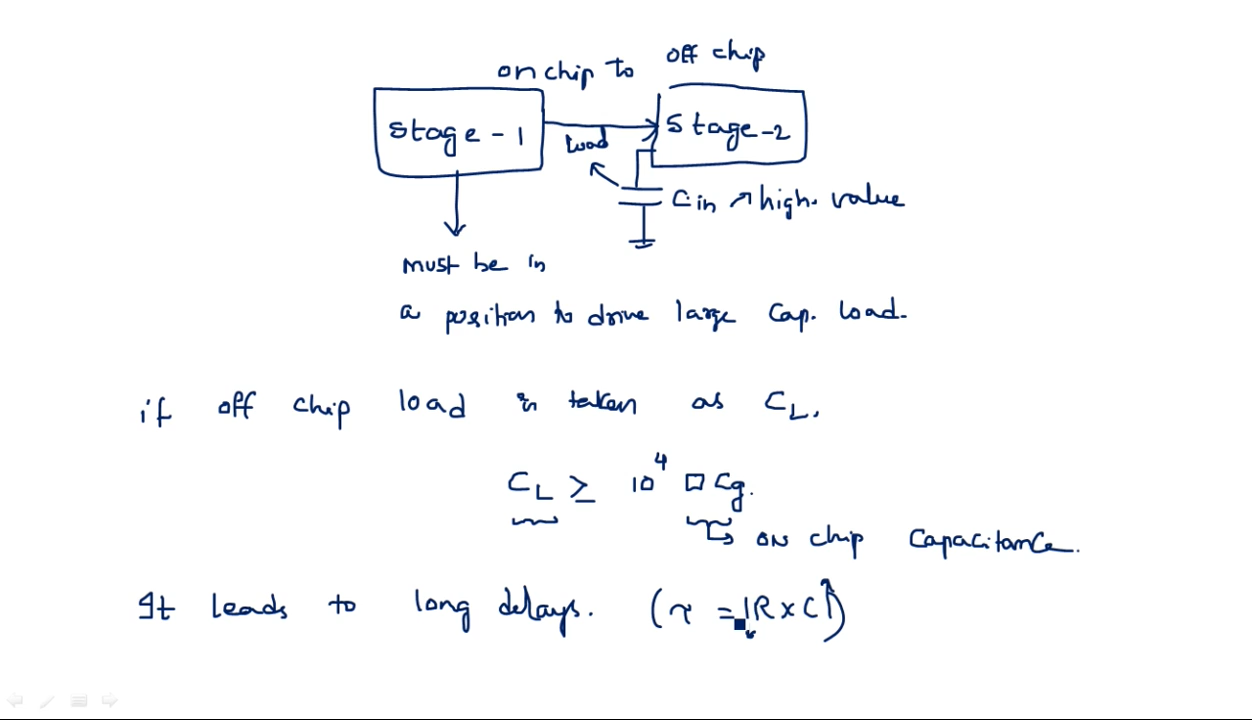 on chip to off chip
Stage - 1
load
Stage - 2
Cin ↗ high. value
must be in
a position to drive large cap. load.
if off chip load is taken as CL.
CL ≥ 10⁴ □ Cg.
↳ on chip capacitance.
It leads to long delays. (τ = ↓R x C↑)